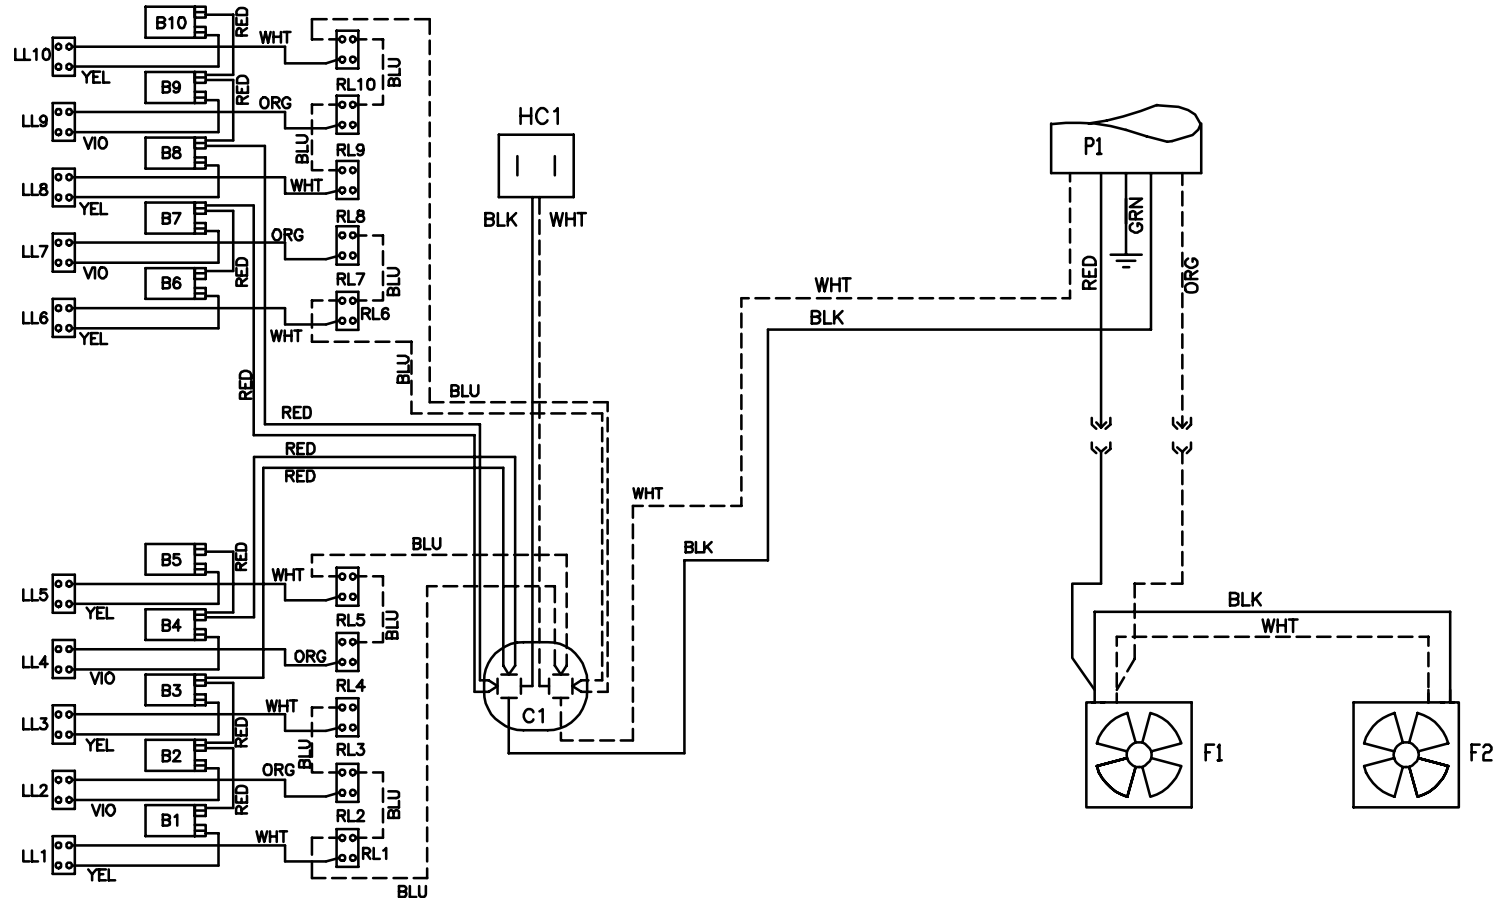 B10
RED
WHT
LL10
YEL
BLU
RL10
B9
RED
ORG
LL9
VIO
BLU
RL9
B8
LL8
WHT
YEL
RL8
B7
ORG
LL7
VIO
RED
BLU
RL7
B6
LL6
RL6
WHT
YEL
BLU
RED
BLU
RED
RED
RED
HC1
BLK
WHT
P1
GRN
RED
ORG
WHT
BLK
WHT
BLK
B5
RED
BLU
WHT
LL5
YEL
BLU
RL5
B4
LL4
ORG
VIO
RL4
B3
WHT
LL3
YEL
RED
BLU
RL3
B2
ORG
LL2
VIO
RED
BLU
RL2
B1
WHT
LL1
RL1
YEL
BLU
C1
BLK
WHT
F1
F2